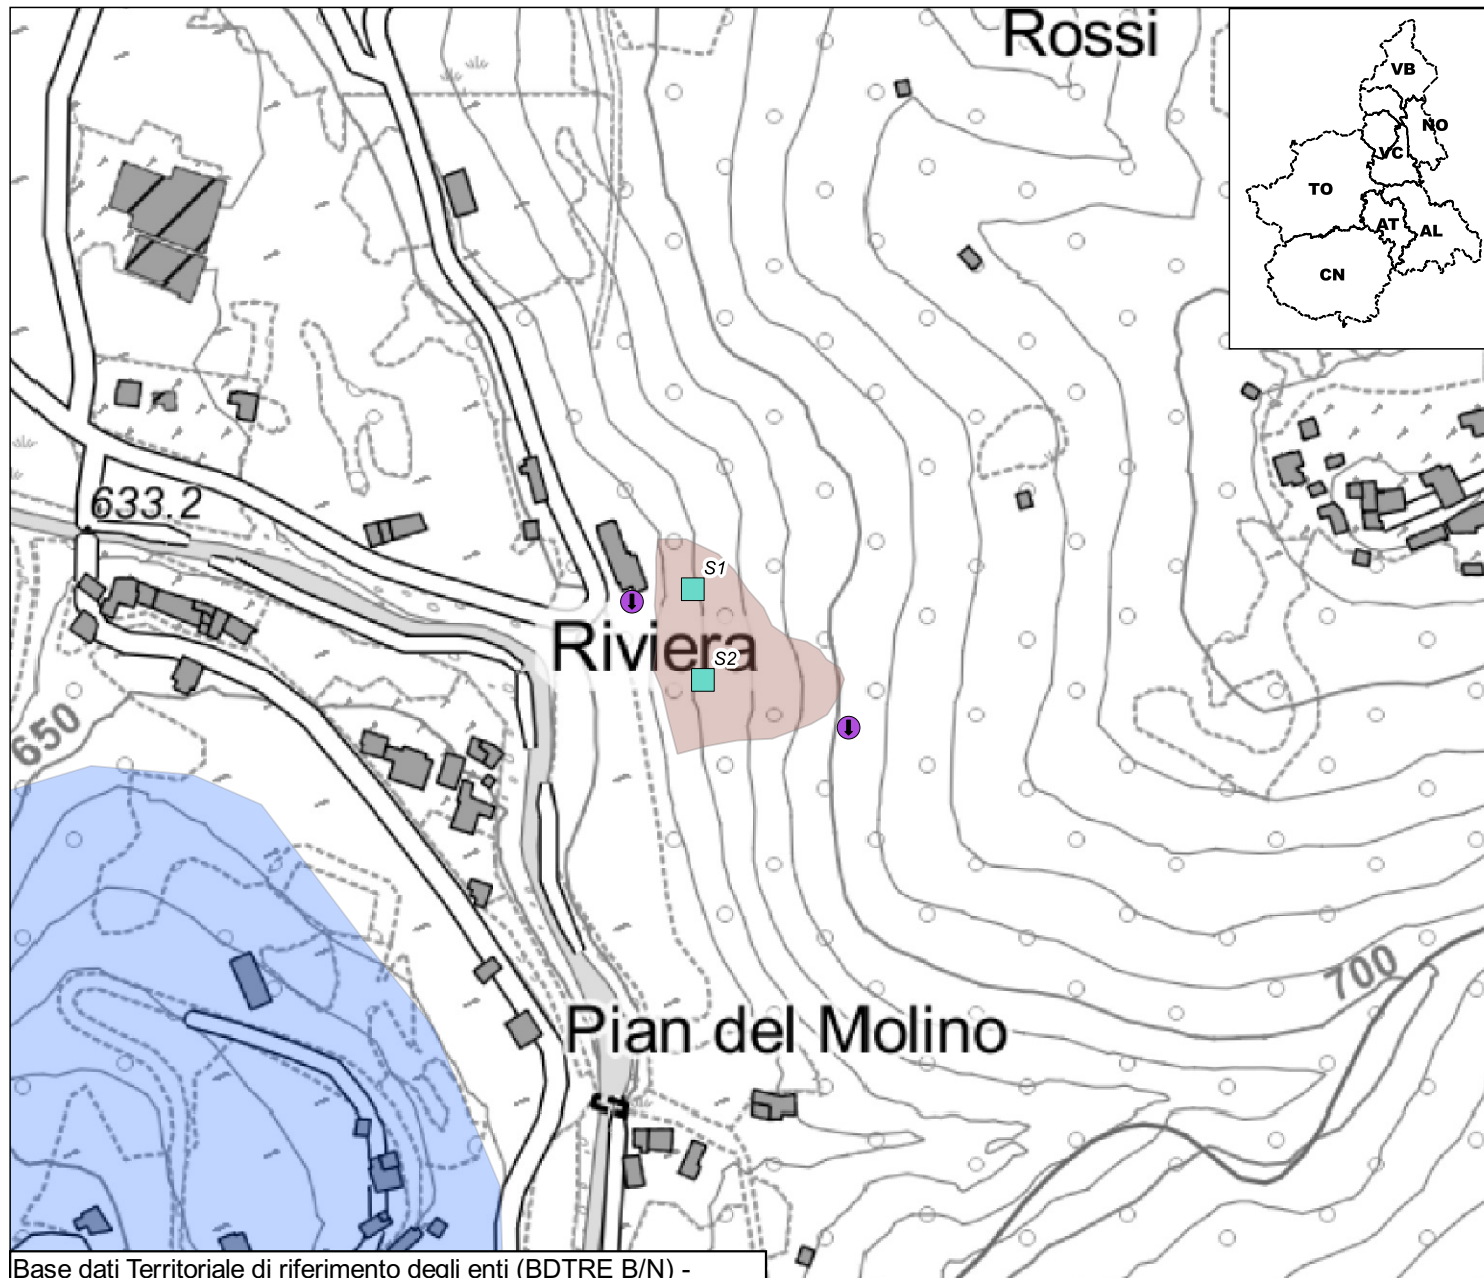 Rossi
VB
NO
VC
TO
AT
AL
CN
633.2
S1
Riviera
S2
650
700
Pian del Molino
Base dati Territoriale di riferimento degli enti (BDTRE B/N) -